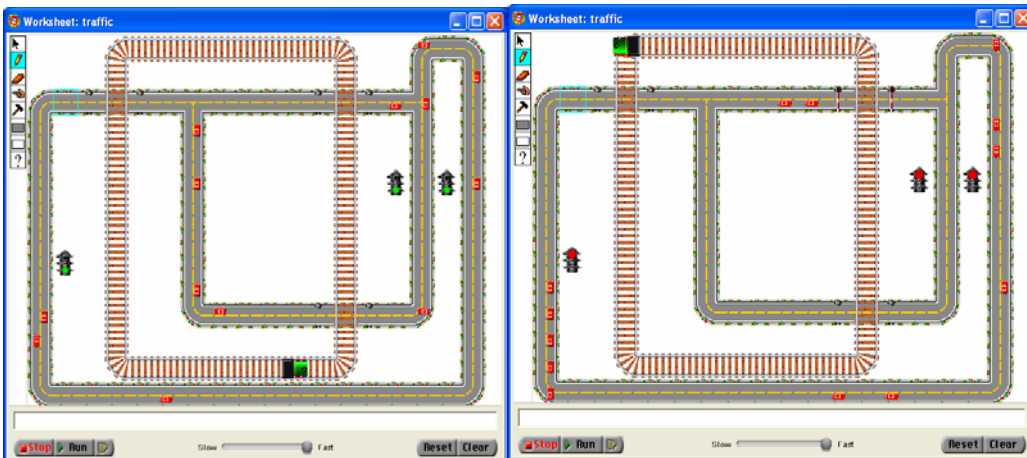 Worksheet: traffic
?
Stop Run
Slow Fast
Reset Clear
Worksheet: traffic
?
Stop Run
Slow Fast
Reset Clear